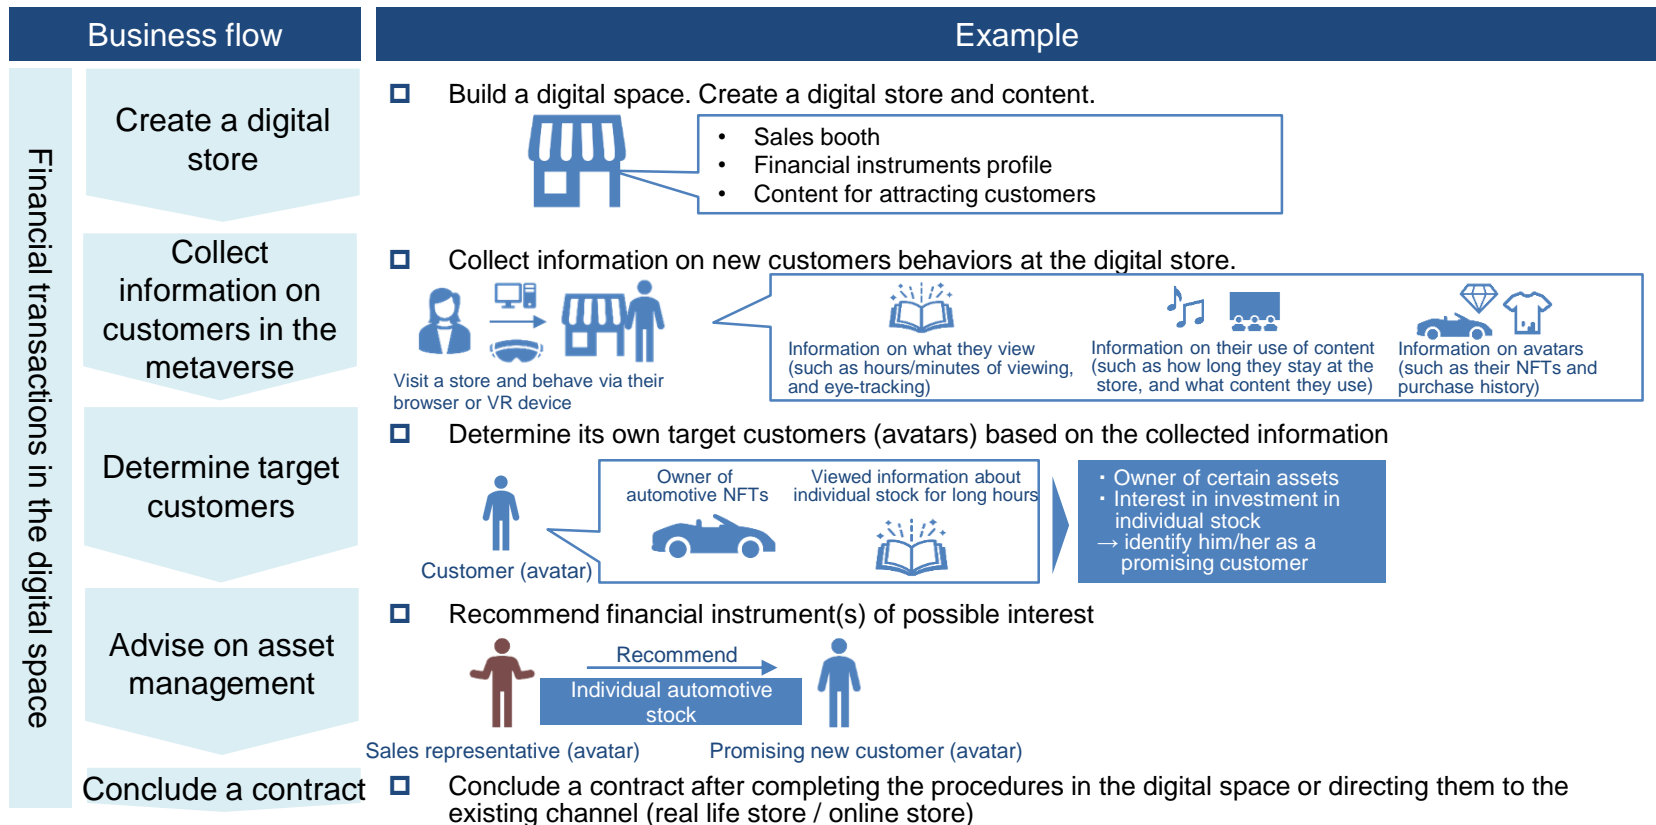 Business flow
Example
Financial transactions in the digital space
Create a digital
store
□ Build a digital space. Create a digital store and content.
• Sales booth
• Financial instruments profile
• Content for attracting customers
Collect
information on
customers in the
metaverse
□ Collect information on new customers behaviors at the digital store.
Visit a store and behave via their
browser or VR device
Information on what they view
(such as hours/minutes of viewing,
and eye-tracking)
Information on their use of content
(such as how long they stay at the
store, and what content they use)
Information on avatars
(such as their NFTs and
purchase history)
Determine target
customers
□ Determine its own target customers (avatars) based on the collected information
Customer (avatar)
Owner of
automotive NFTs
Viewed information about
individual stock for long hours
・Owner of certain assets
・Interest in investment in
individual stock
→ identify him/her as a
promising customer
Advise on asset
management
□ Recommend financial instrument(s) of possible interest
Recommend
Individual automotive
stock
Sales representative (avatar)
Promising new customer (avatar)
Conclude a contract
□ Conclude a contract after completing the procedures in the digital space or directing them to the
existing channel (real life store / online store)